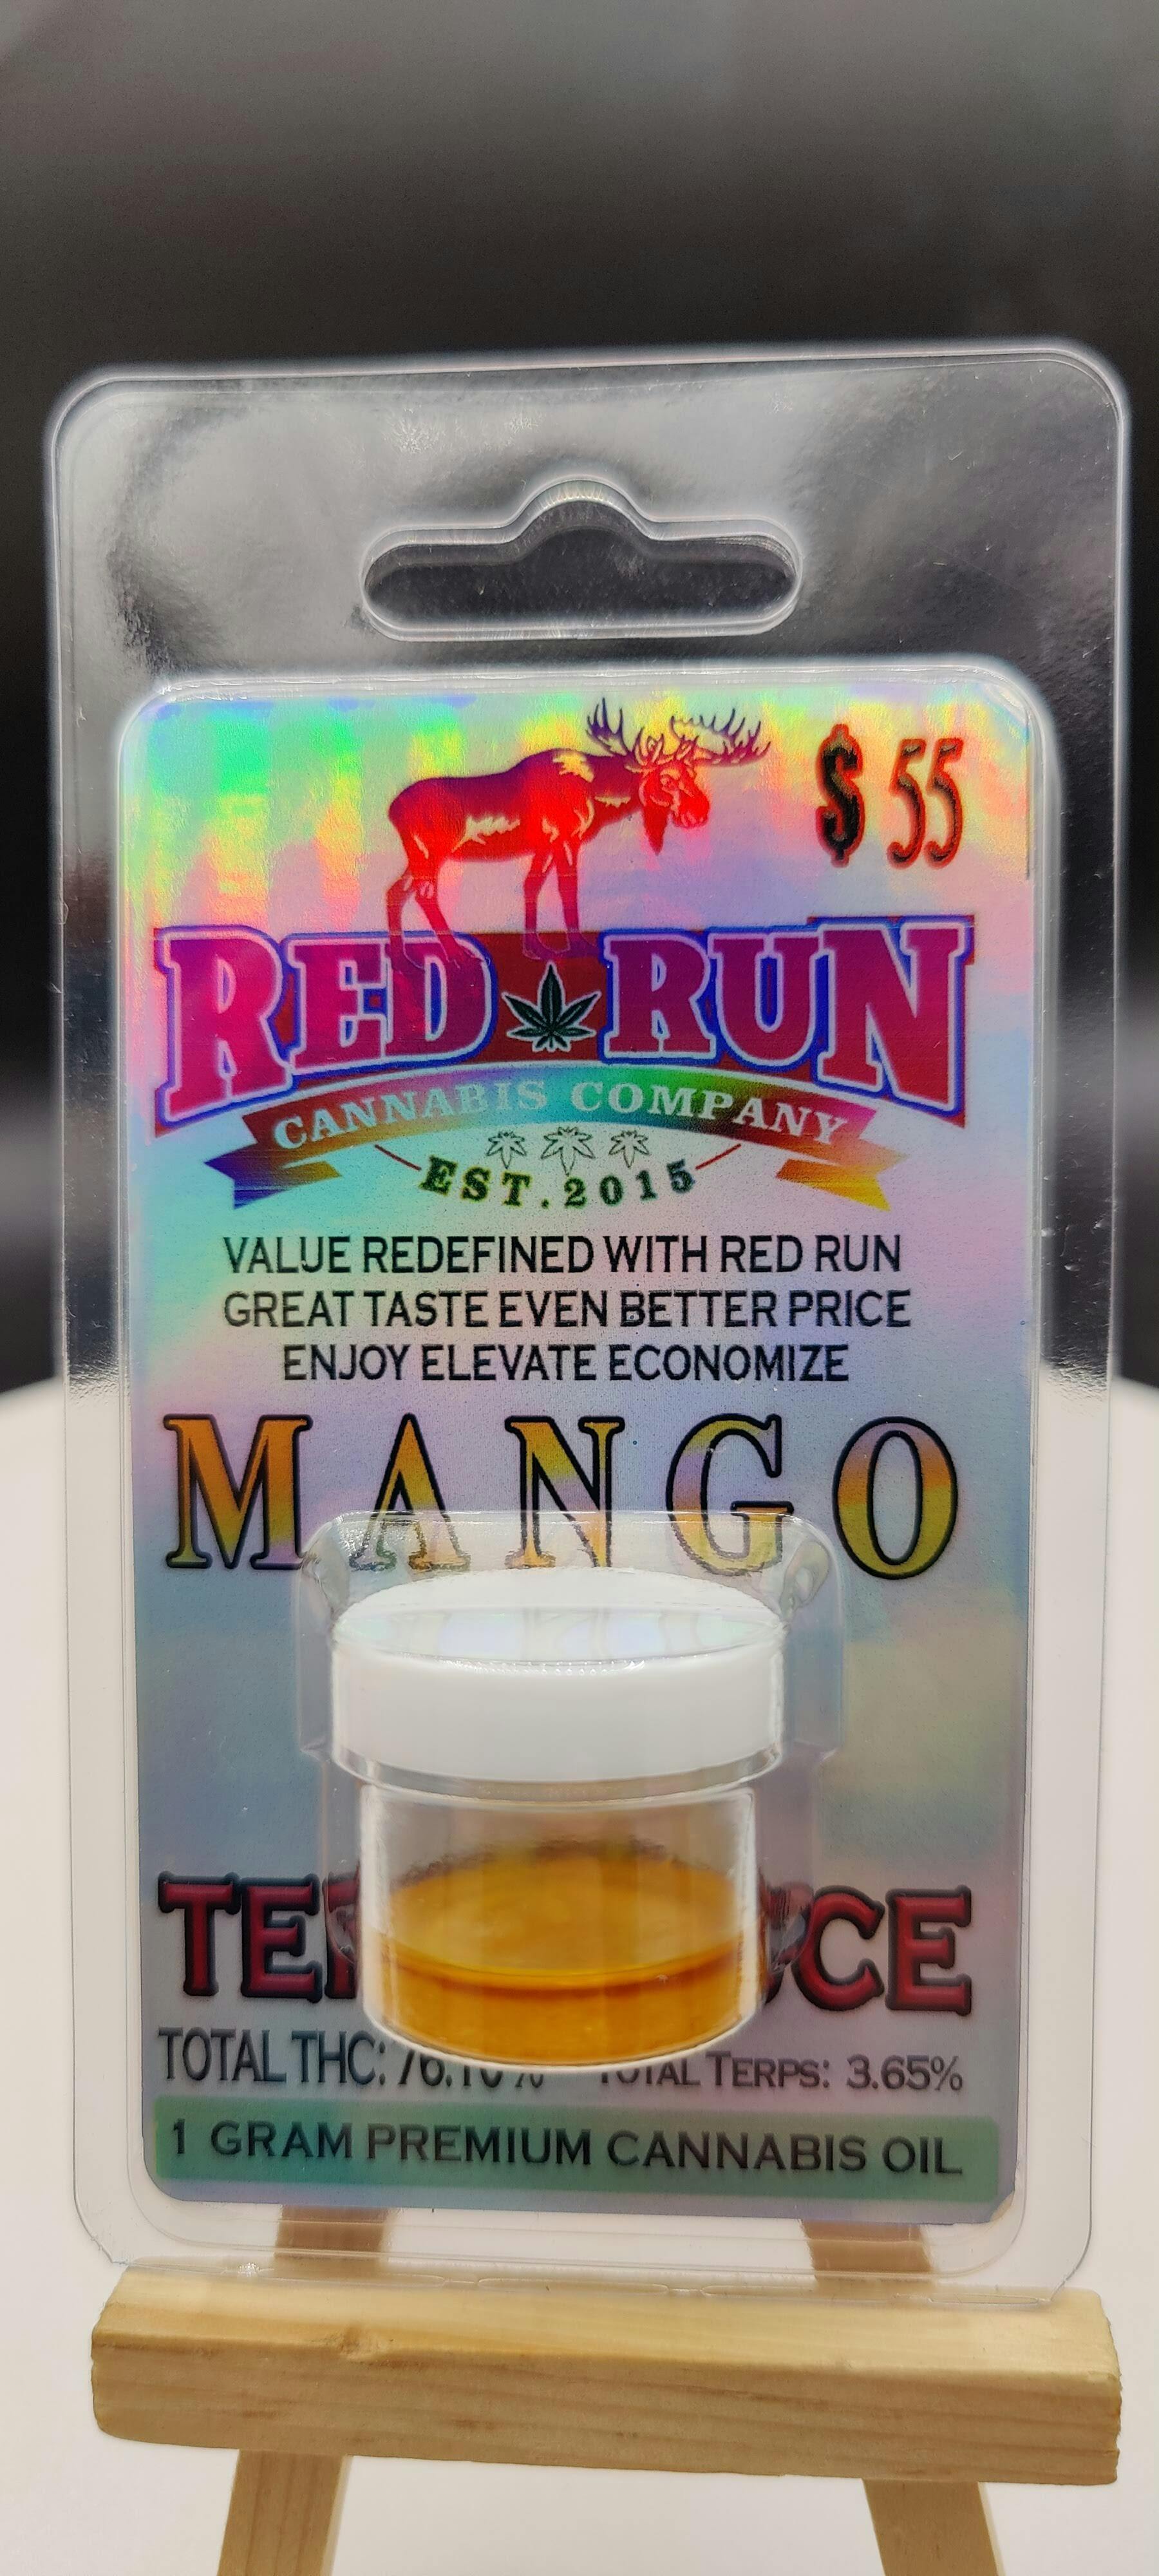 $ 55
RED RUN
CANNABIS COMPANY
EST. 2015
VALUE REDEFINED WITH RED RUN
GREAT TASTE EVEN BETTER PRICE
ENJOY ELEVATE ECONOMIZE
MANGO
TOTAL THC: TOTAL TERPS: 3.65%
1 GRAM PREMIUM CANNABIS OIL